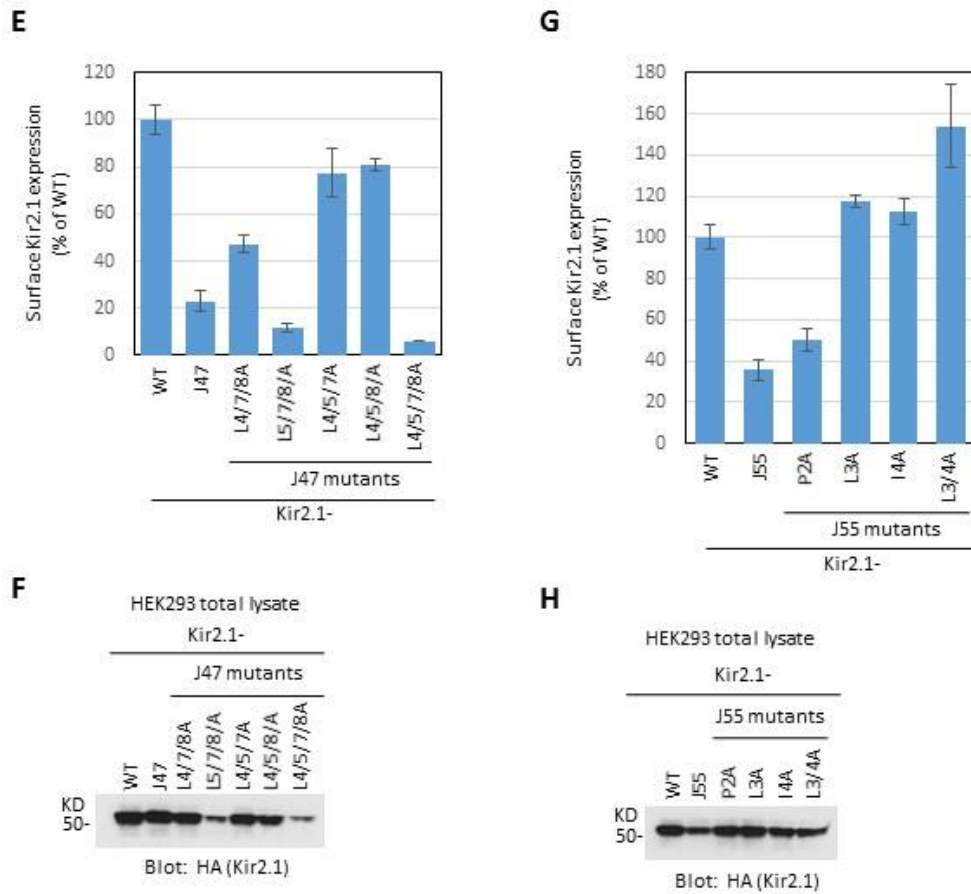 E
120
100
80
60
40
20
0
Surface Kir2.1 expression
(% of WT)
WT
J47
L4/7/8A
L5/7/8/A
L4/5/7A
L4/5/8/A
L4/5/7/8A
J47 mutants
Kir2.1-
G
180
160
140
120
100
80
60
40
20
0
Surface Kir2.1 expression
(% of WT)
WT
J55
P2A
L3A
I4A
L3/4A
J55 mutants
Kir2.1-
F
HEK293 total lysate
Kir2.1-
J47 mutants
WT
J47
L4/7/8A
L5/7/8/A
L4/5/7A
L4/5/8/A
L4/5/7/8A
KD
50-
Blot: HA (Kir2.1)
H
HEK293 total lysate
Kir2.1-
J55 mutants
WT
J55
P2A
L3A
I4A
L3/4A
KD
50-
Blot: HA (Kir2.1)